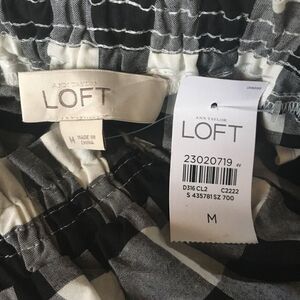 ANN TAYLOR
LOFT
M
MADE IN
CHINA
ANN TAYLOR
LOFT
23020719
D316 CL2 C2222
S 435781 SZ 700
M